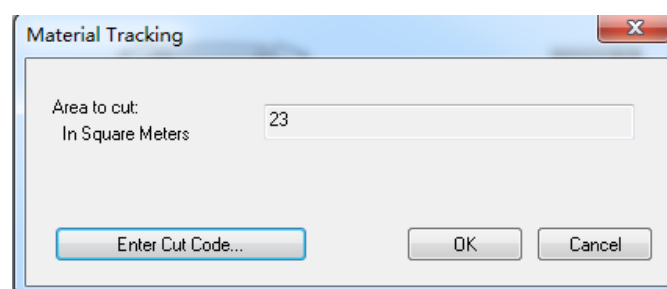 Material Tracking
Area to cut:
In Square Meters
23
Enter Cut Code...
OK
Cancel